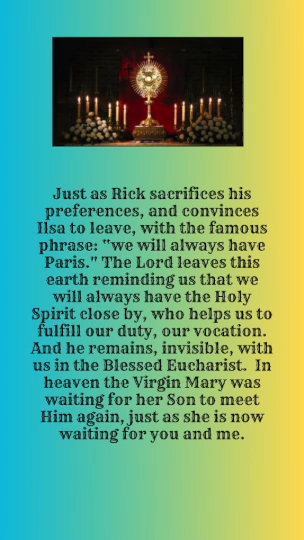 Just as Rick sacrifices his
preferences, and convinces
Ilsa to leave, with the famous
phrase: "we will always have
Paris." The Lord leaves this
earth reminding us that we
will always have the Holy
Spirit close by, who helps us to
fulfill our duty, our vocation.
And he remains, invisible, with
us in the Blessed Eucharist.  In
heaven the Virgin Mary was
waiting for her Son to meet
Him again, just as she is now
waiting for you and me.